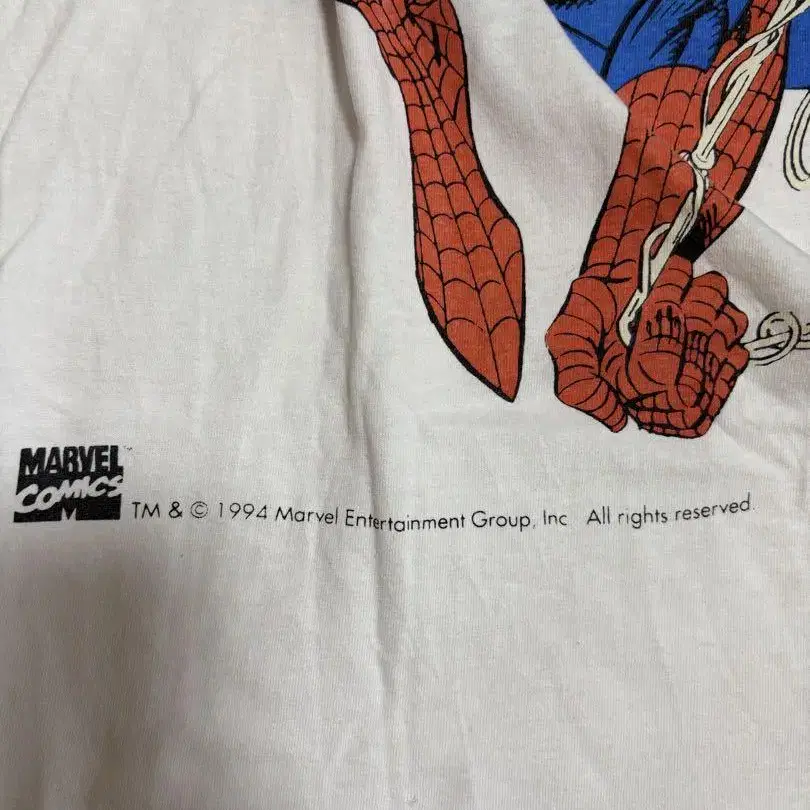 MARVEL
COMICS
M
TM & © 1994 Marvel Entertainment Group, Inc All rights reserved.